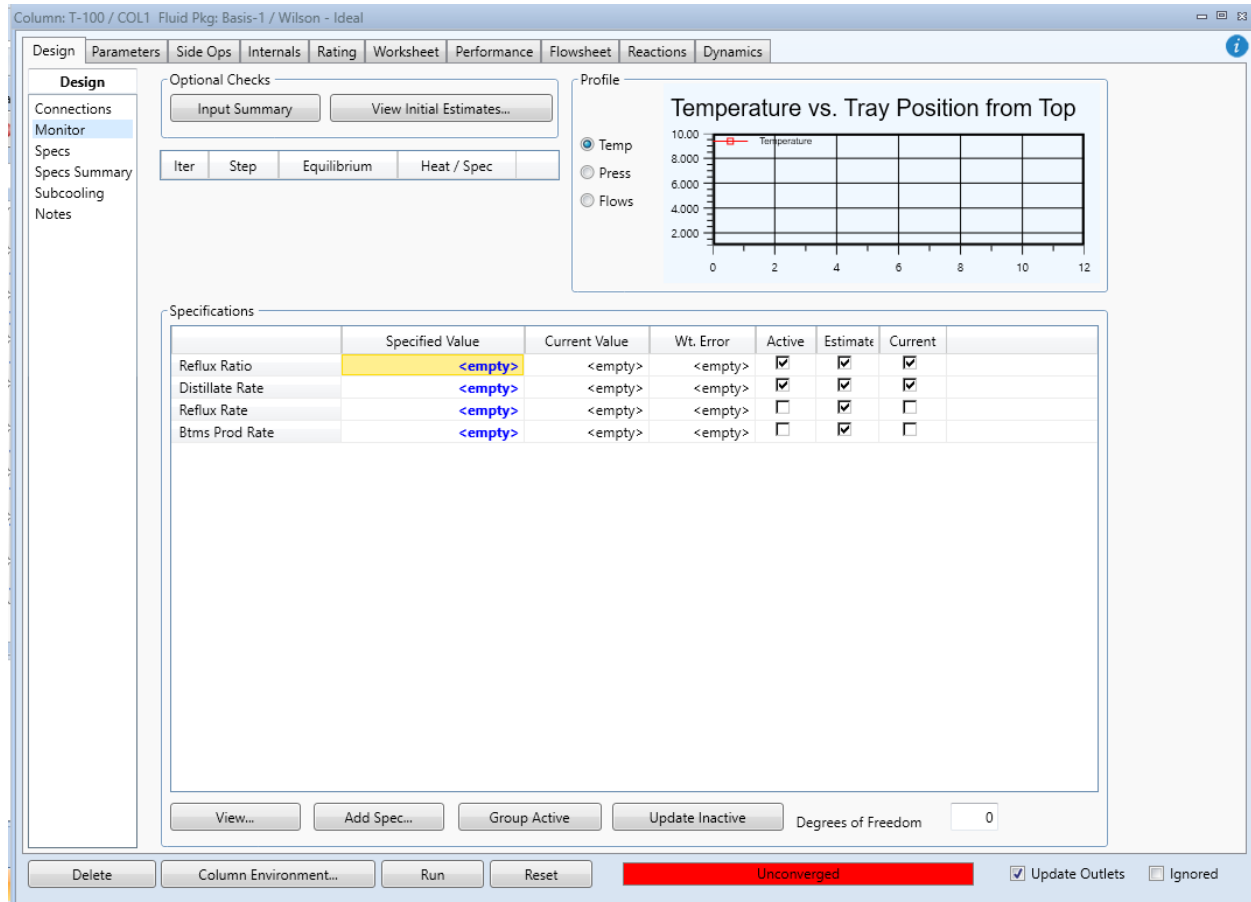 Column: T-100 / COL1 Fluid Pkg: Basis-1 / Wilson - Ideal
Design Parameters Side Ops Internals Rating Worksheet Performance Flowsheet Reactions Dynamics
Design
Connections
Monitor
Specs
Specs Summary
Subcooling
Notes
Optional Checks
Input Summary View Initial Estimates...
Iter Step Equilibrium Heat / Spec
Profile
Temp
Press
Flows
Temperature vs. Tray Position from Top
Temperature
10.00
8.000
6.000
4.000
2.000
0 2 4 6 8 10 12
Specifications
Specified Value Current Value Wt. Error Active Estimate Current
Reflux Ratio <empty> <empty> <empty>
Distillate Rate <empty> <empty> <empty>
Reflux Rate <empty> <empty> <empty>
Btms Prod Rate <empty> <empty> <empty>
View... Add Spec... Group Active Update Inactive Degrees of Freedom 0
Delete Column Environment... Run Reset Unconverged Update Outlets Ignored